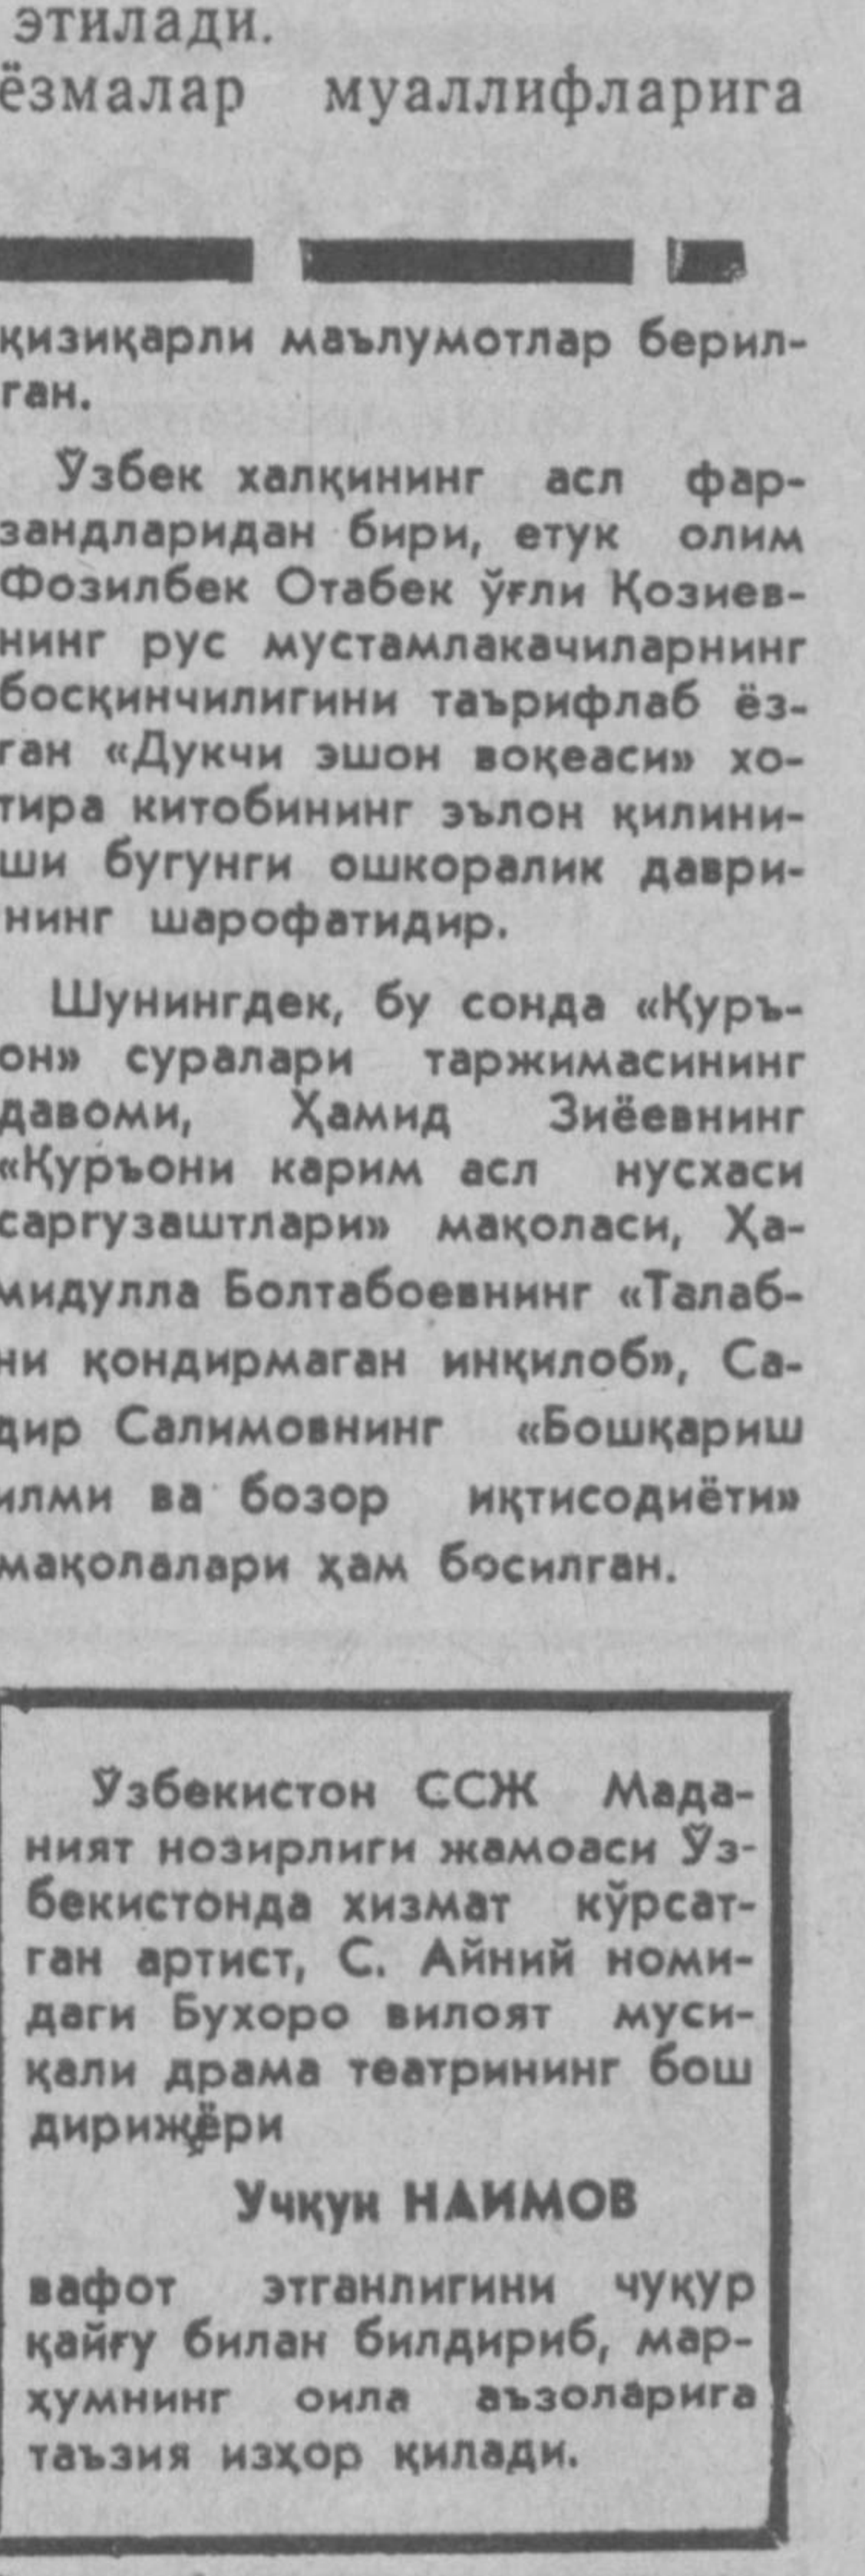 этилади.
ёзмалар муаллифларига
қизиқарли маълумотлар берил-
ган.
Ўзбек халқининг асл фар-
зандларидан бири, етук олим
Фозилбек Отабек ўғли Қозиев-
нинг рус мустамлакачиларнинг
босқинчилигини таърифлаб ёз-
ган «Дукчи эшон воқеаси» хо-
тира китобининг эълон қилини-
ши бугунги ошкоралик даври-
нинг шарофатидир.
Шунингдек, бу сонда «Қуръ-
он» суралари таржимасининг
давоми, Ҳамид Зиёевнинг
«Қуръони карим асл нусхаси
саргузаштлари» мақоласи, Ҳа-
мидулла Болтабоевнинг «Талаб-
ни қондирмаган инқилоб», Са-
дир Салимовнинг «Бошқариш
илми ва бозор иқтисодиёти»
мақолалари ҳам босилган.
Ўзбекистон ССЖ Мада-
ният нозирлиги жамоаси Ўз-
бекистонда хизмат кўрсат-
ган артист, С. Айний номи-
даги Бухоро вилоят муси-
қали драма театрининг бош
дирижёри
Учқун НАИМОВ
вафот этганлигини чуқур
қайғу билан билдириб, мар-
ҳумнинг оила аъзоларига
таъзия изҳор қилади.